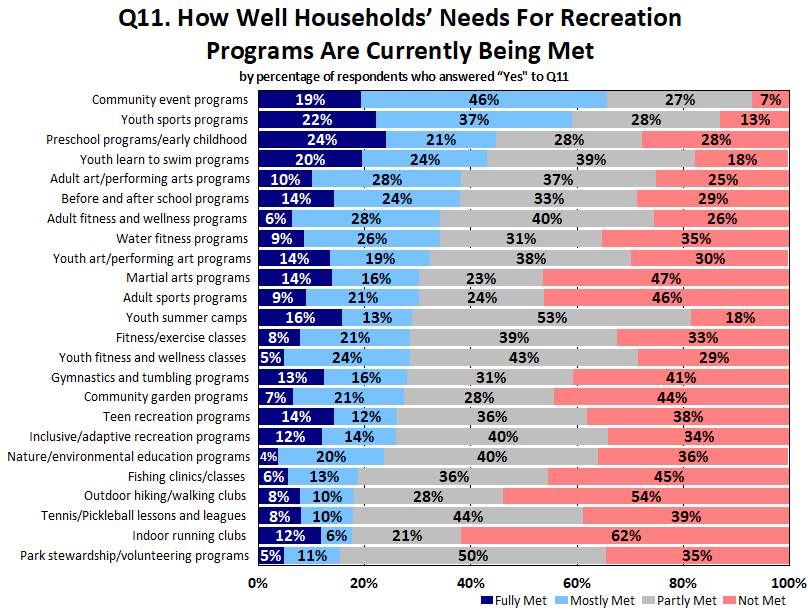 Q11. How Well Households’ Needs For Recreation
Programs Are Currently Being Met
by percentage of respondents who answered “Yes" to Q11
Community event programs 19% 46% 27% 7%
Youth sports programs 22% 37% 28% 13%
Preschool programs/early childhood 24% 21% 28% 28%
Youth learn to swim programs 20% 24% 39% 18%
Adult art/performing arts programs 10% 28% 37% 25%
Before and after school programs 14% 24% 33% 29%
Adult fitness and wellness programs 6% 28% 40% 26%
Water fitness programs 9% 26% 31% 35%
Youth art/performing art programs 14% 19% 38% 30%
Martial arts programs 14% 16% 23% 47%
Adult sports programs 9% 21% 24% 46%
Youth summer camps 16% 13% 53% 18%
Fitness/exercise classes 8% 21% 39% 33%
Youth fitness and wellness classes 5% 24% 43% 29%
Gymnastics and tumbling programs 13% 16% 31% 41%
Community garden programs 7% 21% 28% 44%
Teen recreation programs 14% 12% 36% 38%
Inclusive/adaptive recreation programs 12% 14% 40% 34%
Nature/environmental education programs 4% 20% 40% 36%
Fishing clinics/classes 6% 13% 36% 45%
Outdoor hiking/walking clubs 8% 10% 28% 54%
Tennis/Pickleball lessons and leagues 8% 10% 44% 39%
Indoor running clubs 12% 6% 21% 62%
Park stewardship/volunteering programs 5% 11% 50% 35%
0% 20% 40% 60% 80% 100%
Fully Met Mostly Met Partly Met Not Met